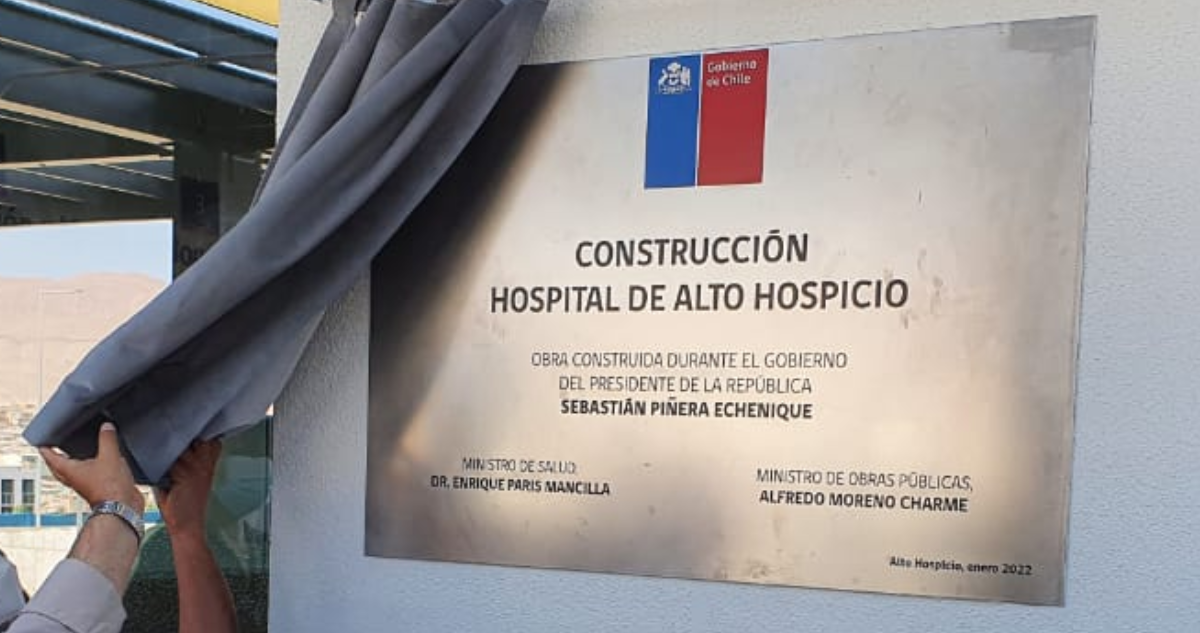 Gobierno
de Chile
CONSTRUCCIÓN
HOSPITAL DE ALTO HOSPICIO
OBRA CONSTRUIDA DURANTE EL GOBIERNO
DEL PRESIDENTE DE LA REPÚBLICA
SEBASTIÁN PIÑERA ECHENIQUE
MINISTRO DE SALUD,
DR. ENRIQUE PARIS MANCILLA
MINISTRO DE OBRAS PÚBLICAS,
ALFREDO MORENO CHARME
Alto Hospicio, enero 2022